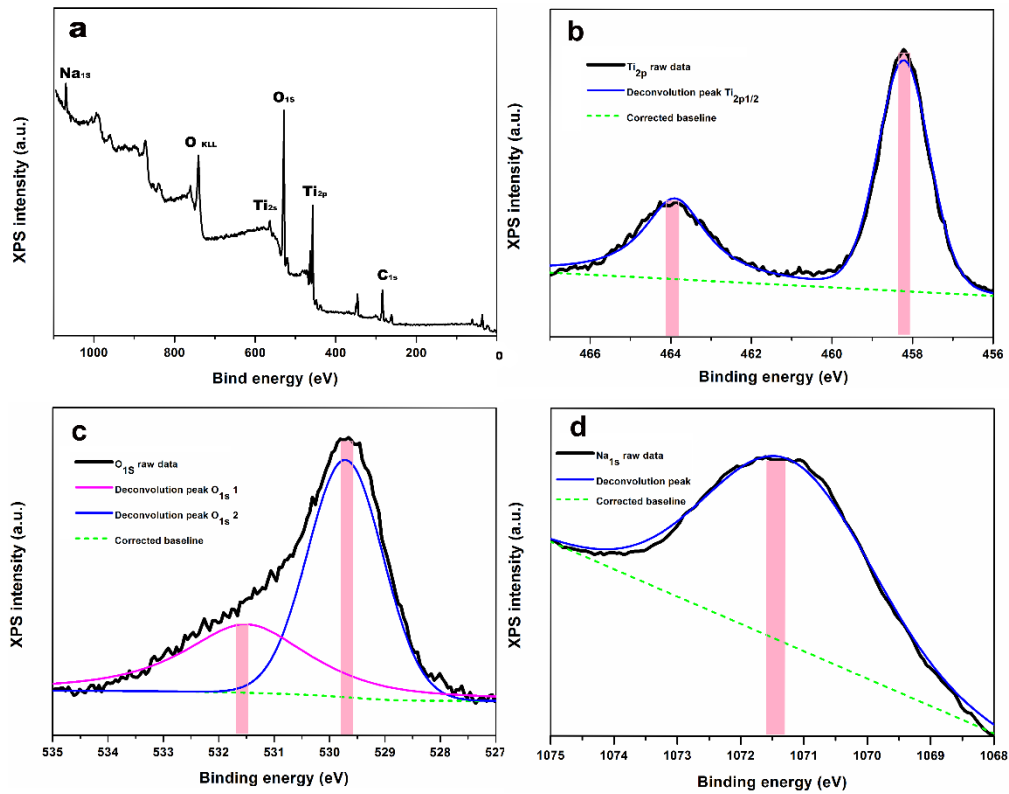 a
Na1S
O KLL
O1S
Ti2s
Ti2p
C1s
XPS intensity (a.u.)
1000 800 600 400 200 0
Bind energy (eV)
b
Ti2p raw data
Deconvolution peak Ti2p1/2
Corrected baseline
XPS intensity (a.u.)
466 464 462 460 458 456
Binding energy (eV)
c
O1S raw data
Deconvolution peak O1s 1
Deconvolution peak O1s 2
Corrected baseline
XPS intensity (a.u.)
535 534 533 532 531 530 529 528 527
Binding energy (eV)
d
Na1s raw data
Deconvolution peak
Corrected baseline
XPS intensity (a.u.)
1075 1074 1073 1072 1071 1070 1069 1068
Binding energy (eV)